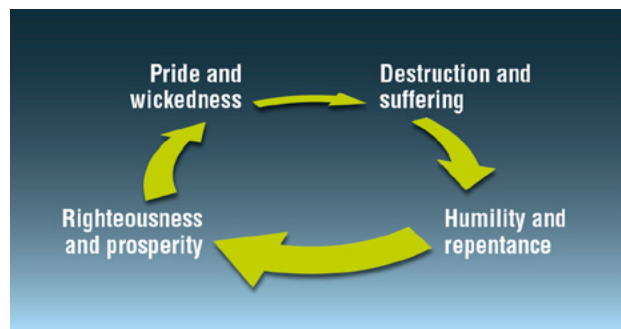 Pride and
wickedness
Destruction and
suffering
Righteousness
and prosperity
Humility and
repentance